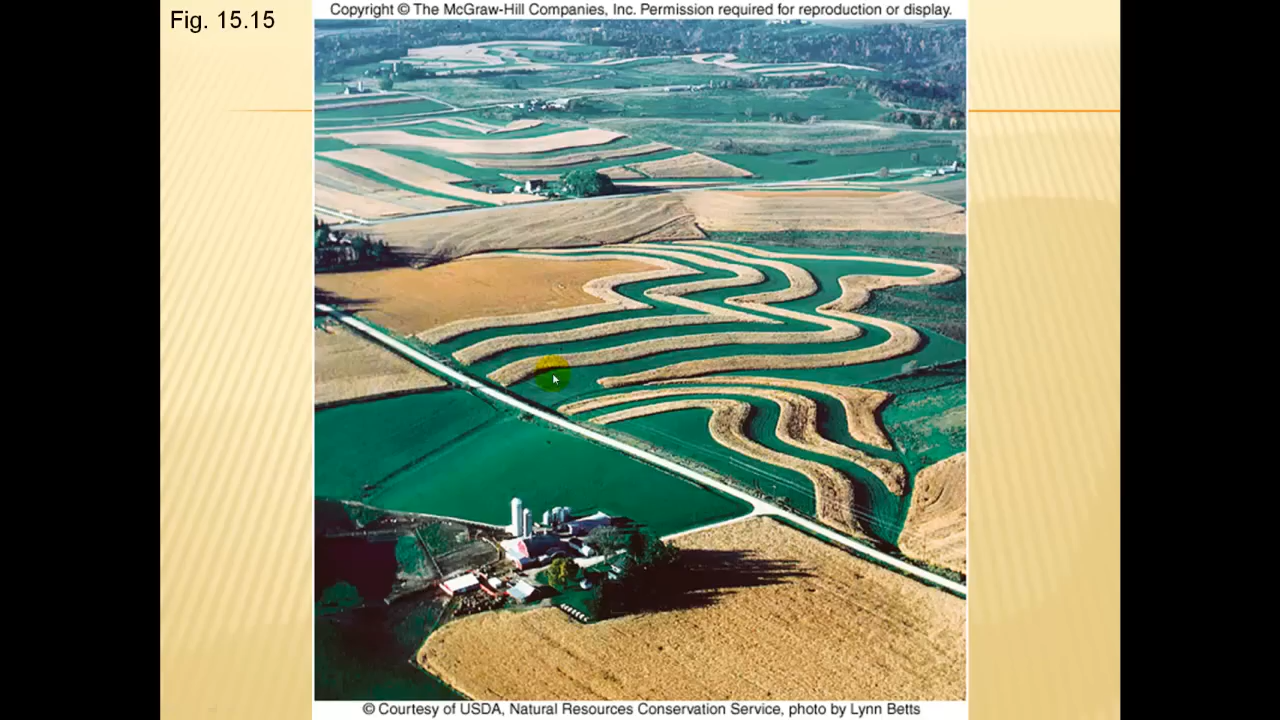 Fig. 15.15
Copyright © The McGraw-Hill Companies, Inc. Permission required for reproduction or display.
© Courtesy of USDA, Natural Resources Conservation Service, photo by Lynn Betts